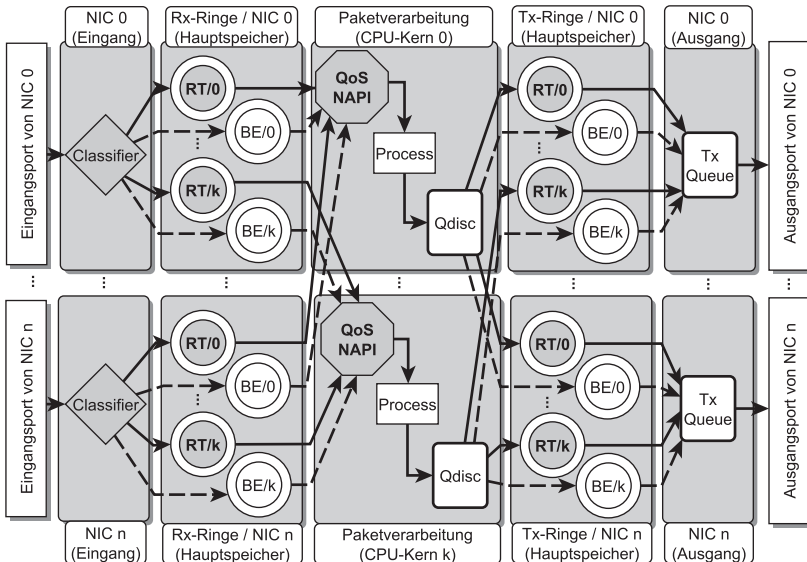 NIC 0
(Eingang)
Rx-Ringe / NIC 0
(Hauptspeicher)
Paketverarbeitung
(CPU-Kern 0)
Tx-Ringe / NIC 0
(Hauptspeicher)
NIC 0
(Ausgang)
Eingangsport von NIC 0
Classifier
RT/0
BE/0
...
RT/k
BE/k
QoS
NAPI
Process
Qdisc
RT/0
BE/0
...
RT/k
BE/k
Tx
Queue
Ausgangsport von NIC 0
...
...
...
...
...
...
...
Eingangsport von NIC n
Classifier
RT/0
BE/0
...
RT/k
BE/k
QoS
NAPI
Process
Qdisc
RT/0
BE/0
...
RT/k
BE/k
Tx
Queue
Ausgangsport von NIC n
NIC n
(Eingang)
Rx-Ringe / NIC n
(Hauptspeicher)
Paketverarbeitung
(CPU-Kern k)
Tx-Ringe / NIC n
(Hauptspeicher)
NIC n
(Ausgang)